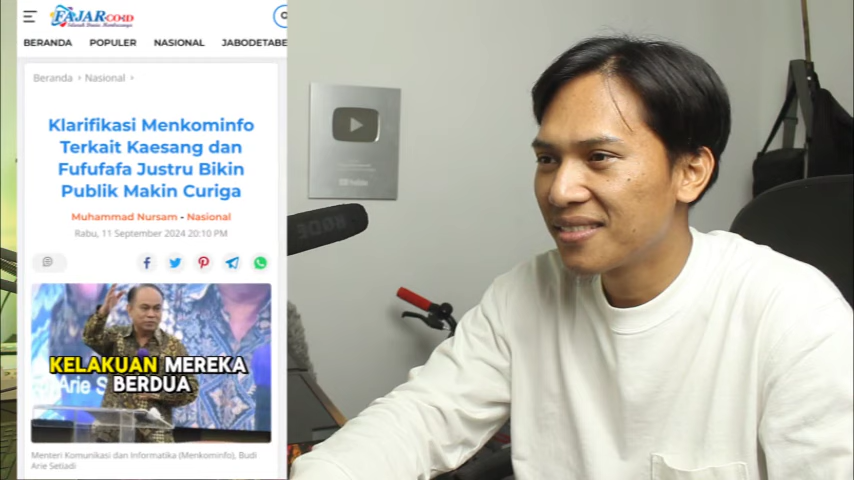 FAJAR.CO.ID
BERANDA POPULER NASIONAL JABODETABE
Beranda > Nasional >
Klarifikasi Menkominfo
Terkait Kaesang dan
Fufufafa Justru Bikin
Publik Makin Curiga
Muhammad Nursam - Nasional
Rabu, 11 September 2024 20:10 PM
KELAKUAN MEREKA
BERDUA
Arie S
Menteri Komunikasi dan Informatika (Menkominfo), Budi
Arie Setiadi
RØDE